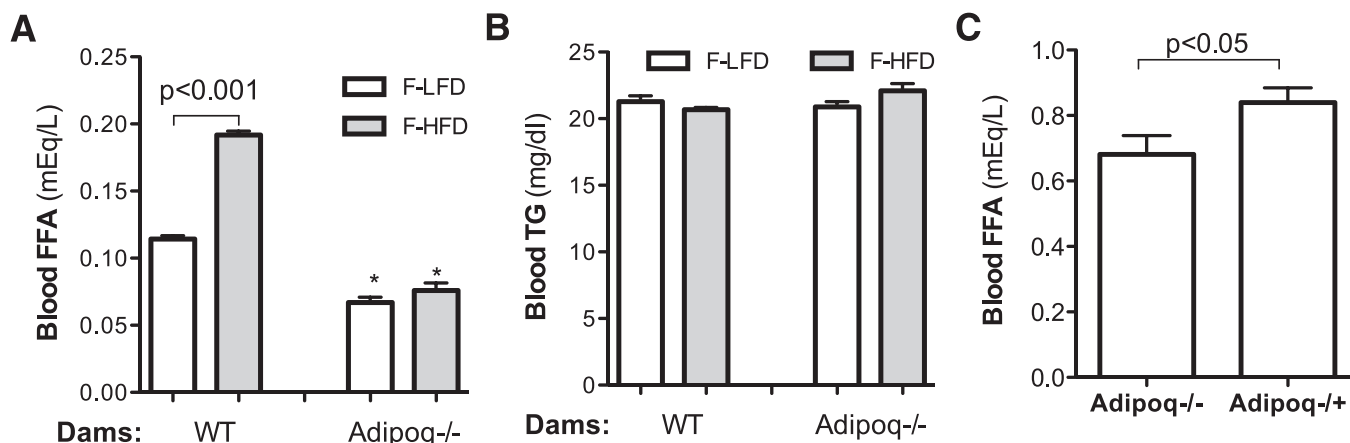 A
Blood FFA (mEq/L)
0.25
0.20
0.15
0.10
0.05
0.00
p<0.001
F-LFD
F-HFD
*
*
Dams: WT Adipoq-/-
B
Blood TG (mg/dl)
25
20
15
10
5
0
F-LFD F-HFD
Dams: WT Adipoq-/-
C
Blood FFA (mEq/L)
1.0
0.8
0.6
0.4
0.2
0.0
p<0.05
Adipoq-/- Adipoq-/+